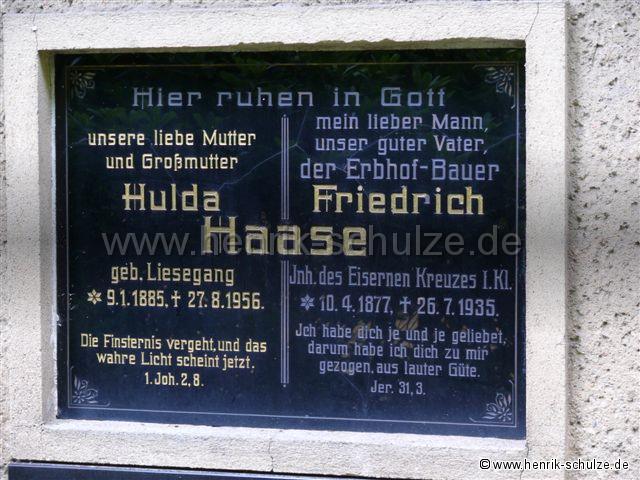 Hier ruhen in Gott
unsere liebe Mutter
und Großmutter
Hulda
mein lieber Mann,
unser guter Vater,
der Erbhof-Bauer
Friedrich
Haase
geb. Liesegang
✲ 9.1.1885, ✝ 27.8.1956.
Die Finsternis vergeht, und das
wahre Licht scheint jetzt.
1. Joh. 2, 8.
Jnh. des Eisernen Kreuzes I. Kl.
✲ 10.4.1877, ✝ 26.7.1935.
Ich habe dich je und je geliebet,
darum habe ich dich zu mir
gezogen, aus lauter Güte.
Jer. 31, 3.
www.henrik-schulze.de
©www.henrik-schulze.de